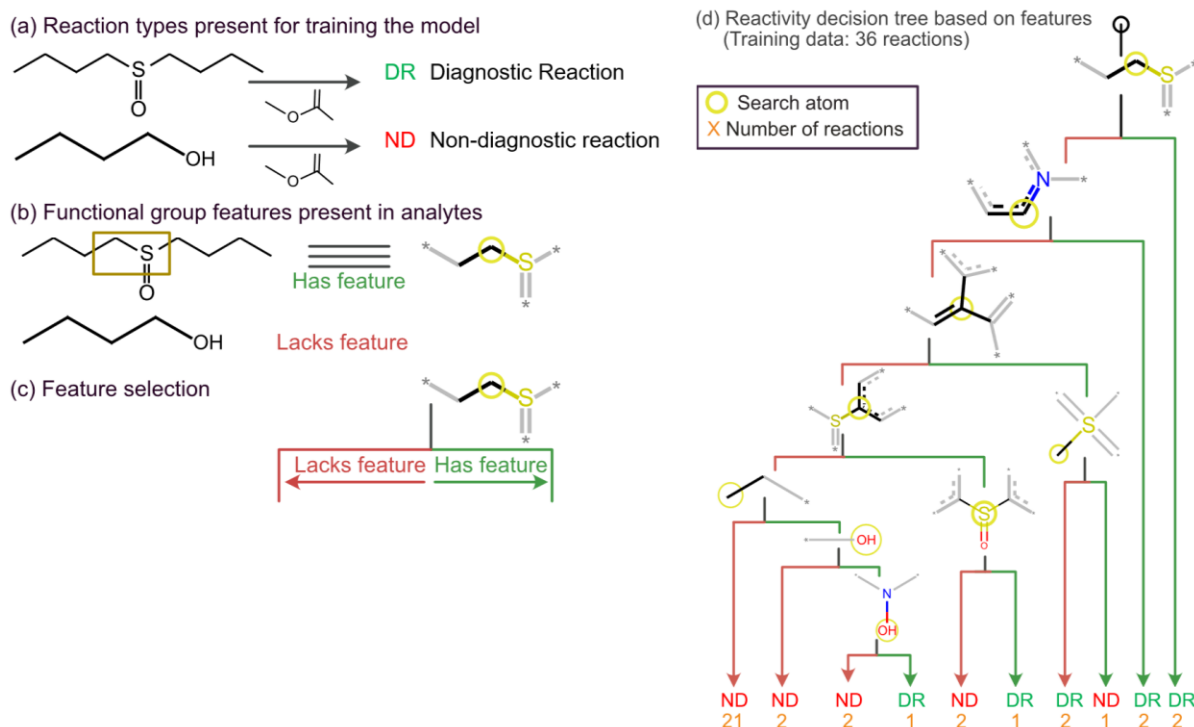 (a) Reaction types present for training the model
S
O
DR Diagnostic Reaction
O
OH
ND Non-diagnostic reaction
O
(b) Functional group features present in analytes
S
O
Has feature
* S *
*
OH
Lacks feature
(c) Feature selection
* S *
*
Lacks feature Has feature
(d) Reactivity decision tree based on features
(Training data: 36 reactions)
Search atom
X Number of reactions
* S *
*
* N *
*
* *
* *
*
* *
* S
*
S
*
* OH
S
O
N
OH
ND ND ND DR ND DR DR ND DR DR
21 2 2 1 2 1 2 2 2